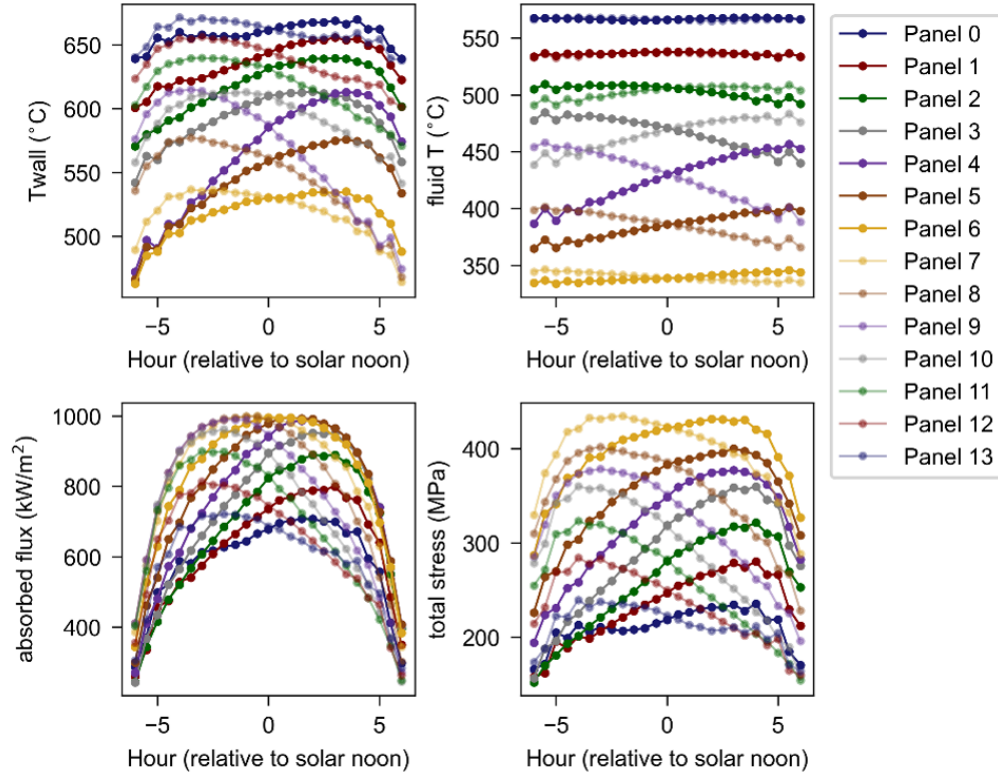 Twall (°C)
650
600
550
500
−5
0
5
Hour (relative to solar noon)
fluid T (°C)
550
500
450
400
350
−5
0
5
Hour (relative to solar noon)
absorbed flux (kW/m²)
1000
800
600
400
−5
0
5
Hour (relative to solar noon)
total stress (MPa)
400
300
200
−5
0
5
Hour (relative to solar noon)
Panel 0
Panel 1
Panel 2
Panel 3
Panel 4
Panel 5
Panel 6
Panel 7
Panel 8
Panel 9
Panel 10
Panel 11
Panel 12
Panel 13